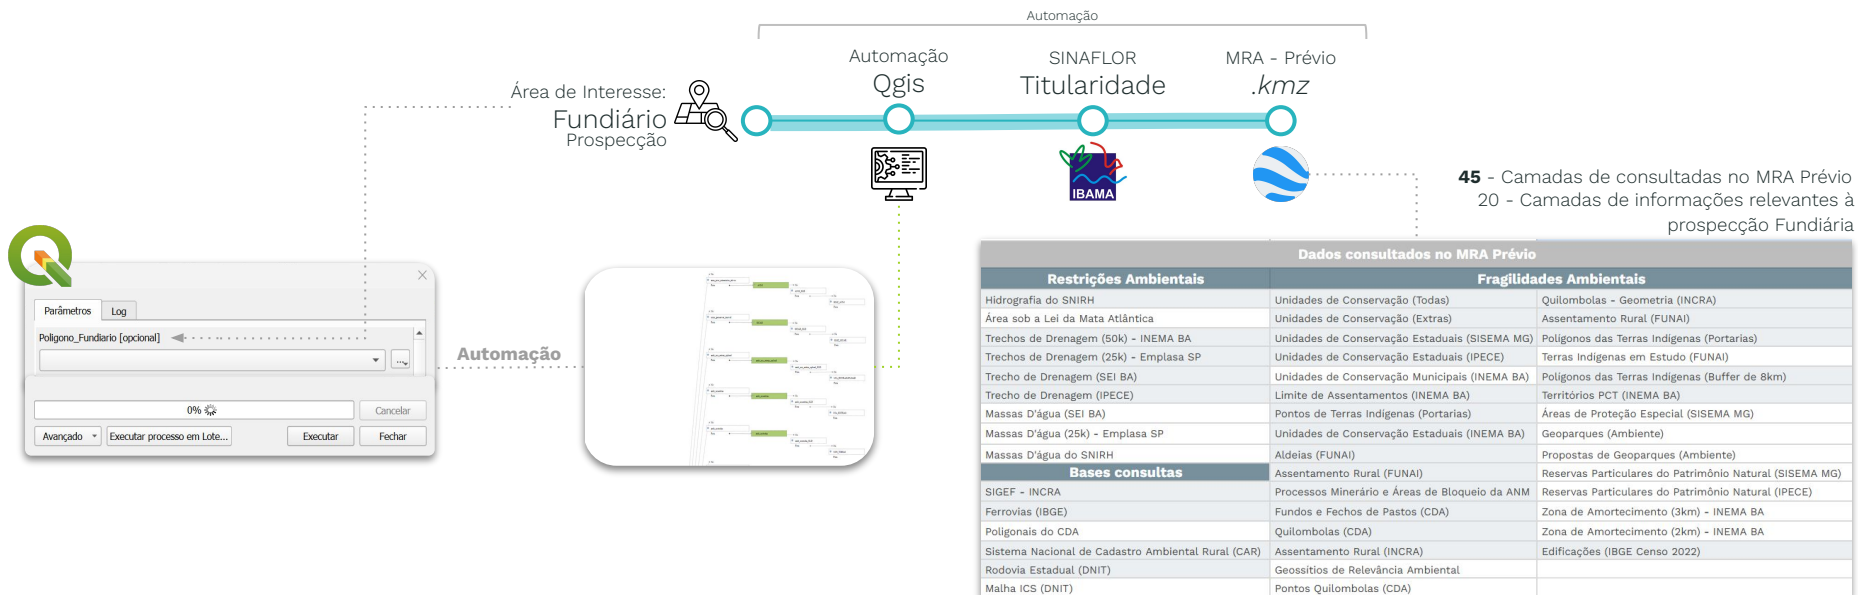 Automação
Automação
Qgis
SINAFLOR
Titularidade
MRA - Prévio
.kmz
Área de Interesse:
Fundiário
Prospecção
IBAMA
45 - Camadas de consultadas no MRA Prévio
20 - Camadas de informações relevantes à
prospecção Fundiária
Parâmetros
Log
Poligono_Fundiario [opcional]
...
0%
Cancelar
Avançado
Executar processo em Lote...
Executar
Fechar
Automação
Dados consultados no MRA Prévio
Restrições Ambientais
Fragilidades Ambientais
Hidrografia do SNIRH
Unidades de Conservação (Todas)
Quilombolas - Geometria (INCRA)
Área sob a Lei da Mata Atlântica
Unidades de Conservação (Extras)
Assentamento Rural (FUNAI)
Trechos de Drenagem (50k) - INEMA BA
Unidades de Conservação Estaduais (SISEMA MG)
Polígonos das Terras Indígenas (Portarias)
Trechos de Drenagem (25k) - Emplasa SP
Unidades de Conservação Estaduais (IPECE)
Terras Indígenas em Estudo (FUNAI)
Trecho de Drenagem (SEI BA)
Unidades de Conservação Municipais (INEMA BA)
Polígonos das Terras Indígenas (Buffer de 8km)
Trecho de Drenagem (IPECE)
Limite de Assentamentos (INEMA BA)
Territórios PCT (INEMA BA)
Massas D'água (SEI BA)
Pontos de Terras Indígenas (Portarias)
Áreas de Proteção Especial (SISEMA MG)
Massas D'água (25k) - Emplasa SP
Unidades de Conservação Estaduais (INEMA BA)
Geoparques (Ambiente)
Massas D'água do SNIRH
Aldeias (FUNAI)
Propostas de Geoparques (Ambiente)
Bases consultas
Assentamento Rural (FUNAI)
Reservas Particulares do Patrimônio Natural (SISEMA MG)
SIGEF - INCRA
Processos Minerário e Áreas de Bloqueio da ANM
Reservas Particulares do Patrimônio Natural (IPECE)
Ferrovias (IBGE)
Fundos e Fechos de Pastos (CDA)
Zona de Amortecimento (3km) - INEMA BA
Poligonais do CDA
Quilombolas (CDA)
Zona de Amortecimento (2km) - INEMA BA
Sistema Nacional de Cadastro Ambiental Rural (CAR)
Assentamento Rural (INCRA)
Edificações (IBGE Censo 2022)
Rodovia Estadual (DNIT)
Geossítios de Relevância Ambiental
Malha ICS (DNIT)
Pontos Quilombolas (CDA)